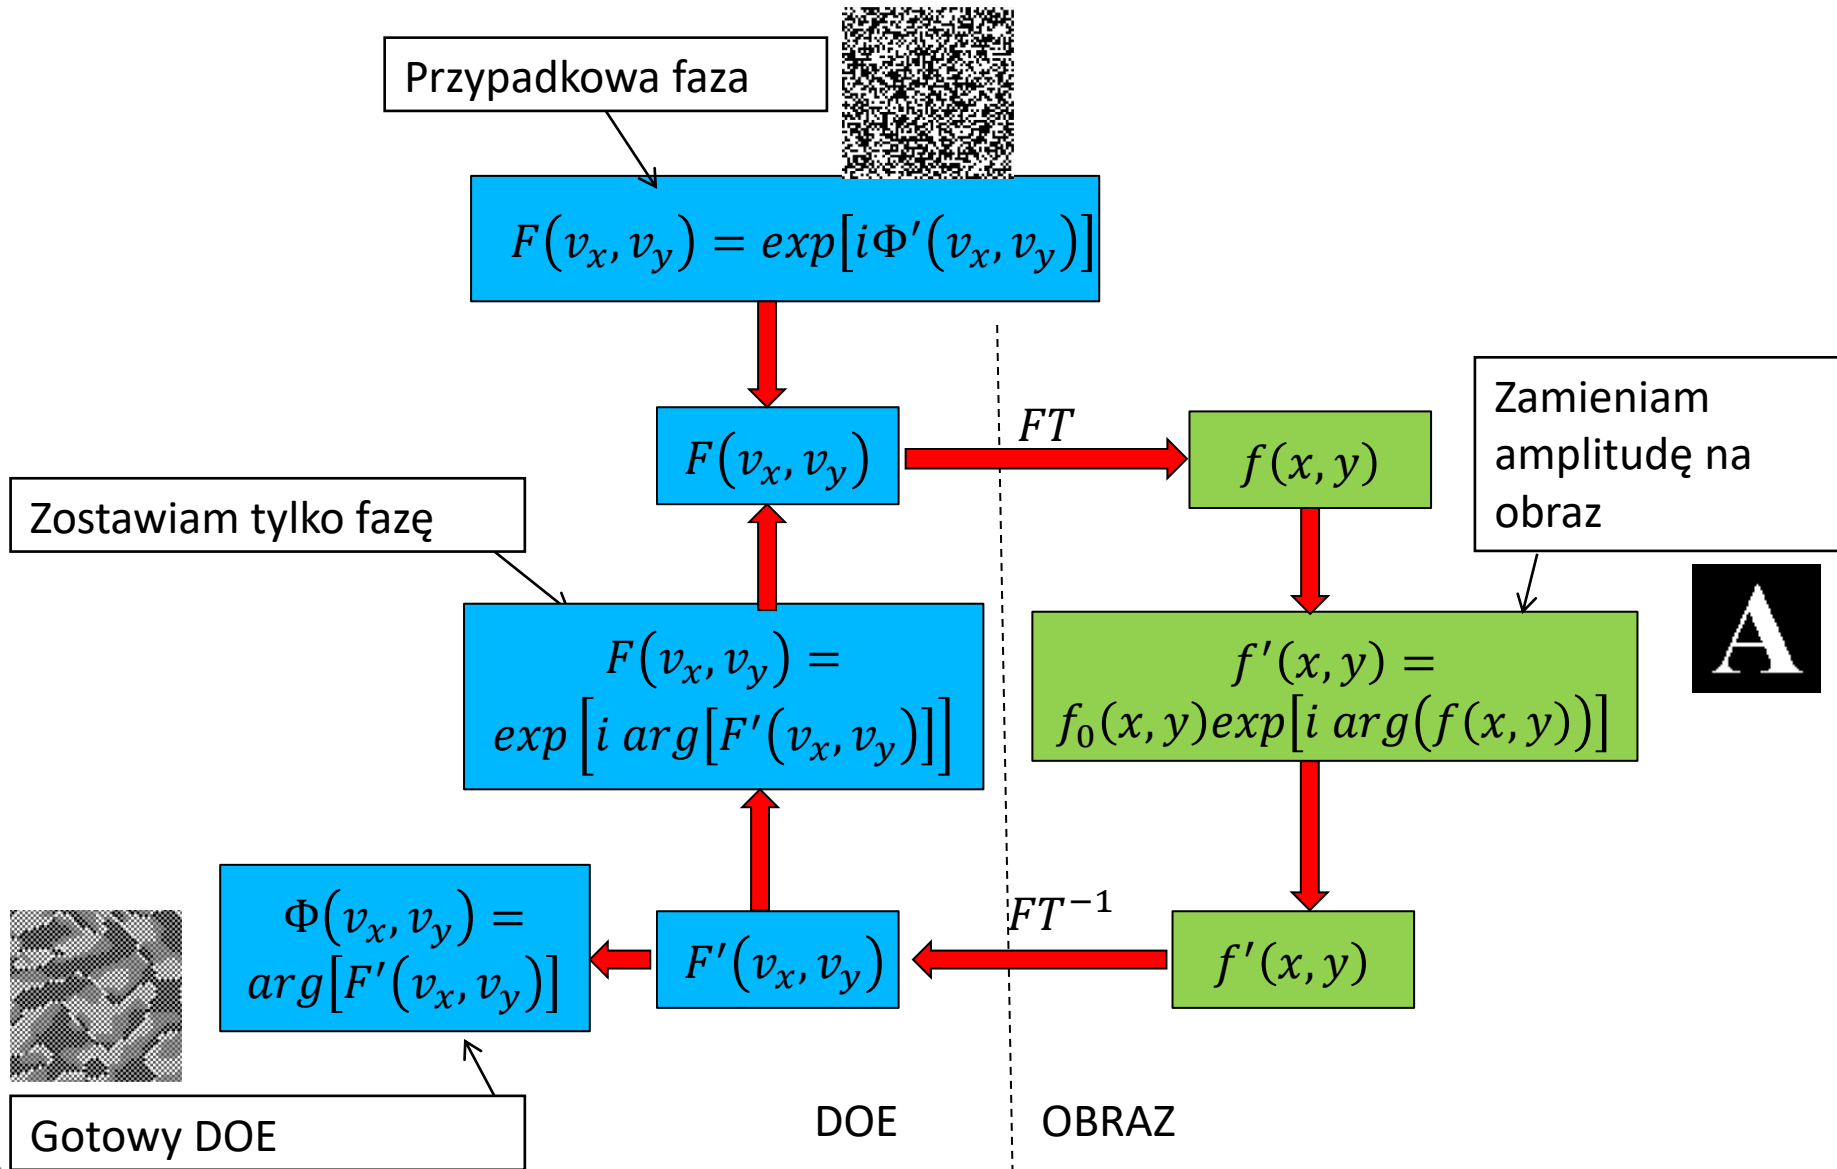 Przypadkowa faza
F(v_x, v_y) = exp[iΦ′(v_x, v_y)]
F(v_x, v_y)
FT
f(x, y)
Zamieniam
amplitudę na
obraz
Zostawiam tylko fazę
F(v_x, v_y) =
exp[i arg[F′(v_x, v_y)]]
f′(x, y) =
f_0(x, y)exp[i arg(f(x, y))]
A
Φ(v_x, v_y) =
arg[F′(v_x, v_y)]
F′(v_x, v_y)
FT^{−1}
f′(x, y)
Gotowy DOE
DOE
OBRAZ